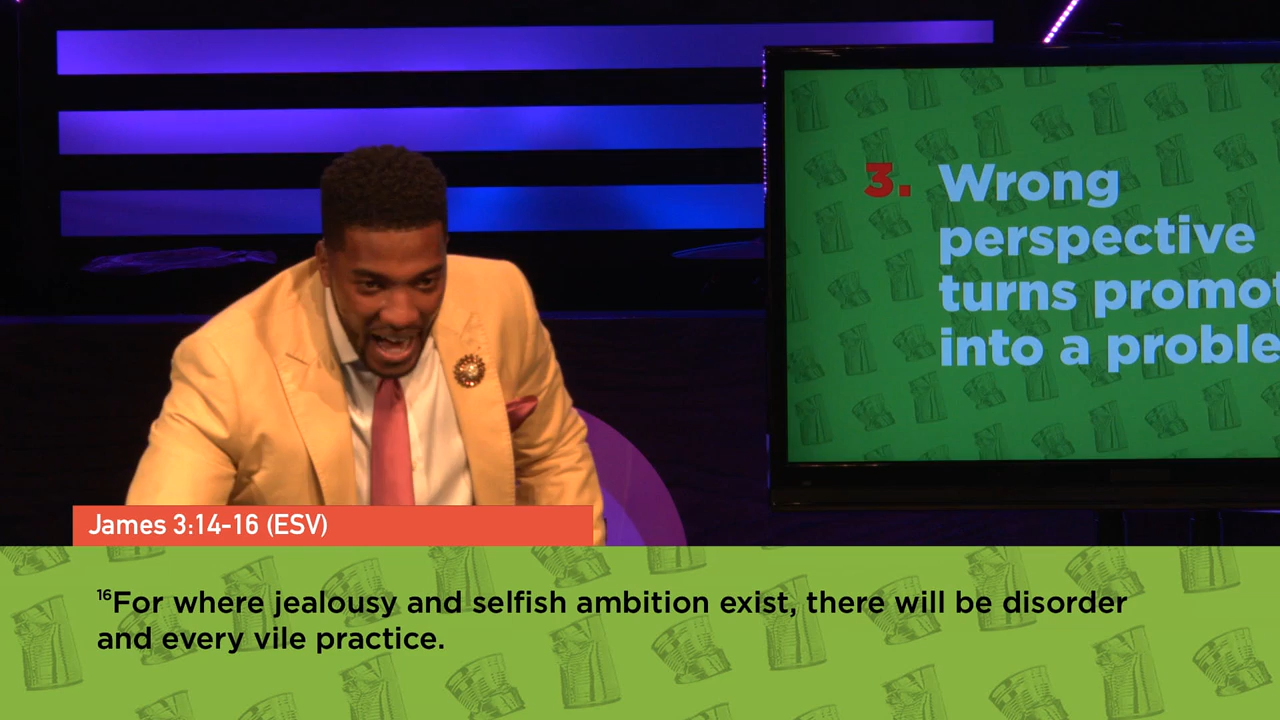 3. Wrong
perspective
turns promot
into a proble
James 3:14-16 (ESV)
16For where jealousy and selfish ambition exist, there will be disorder
and every vile practice.